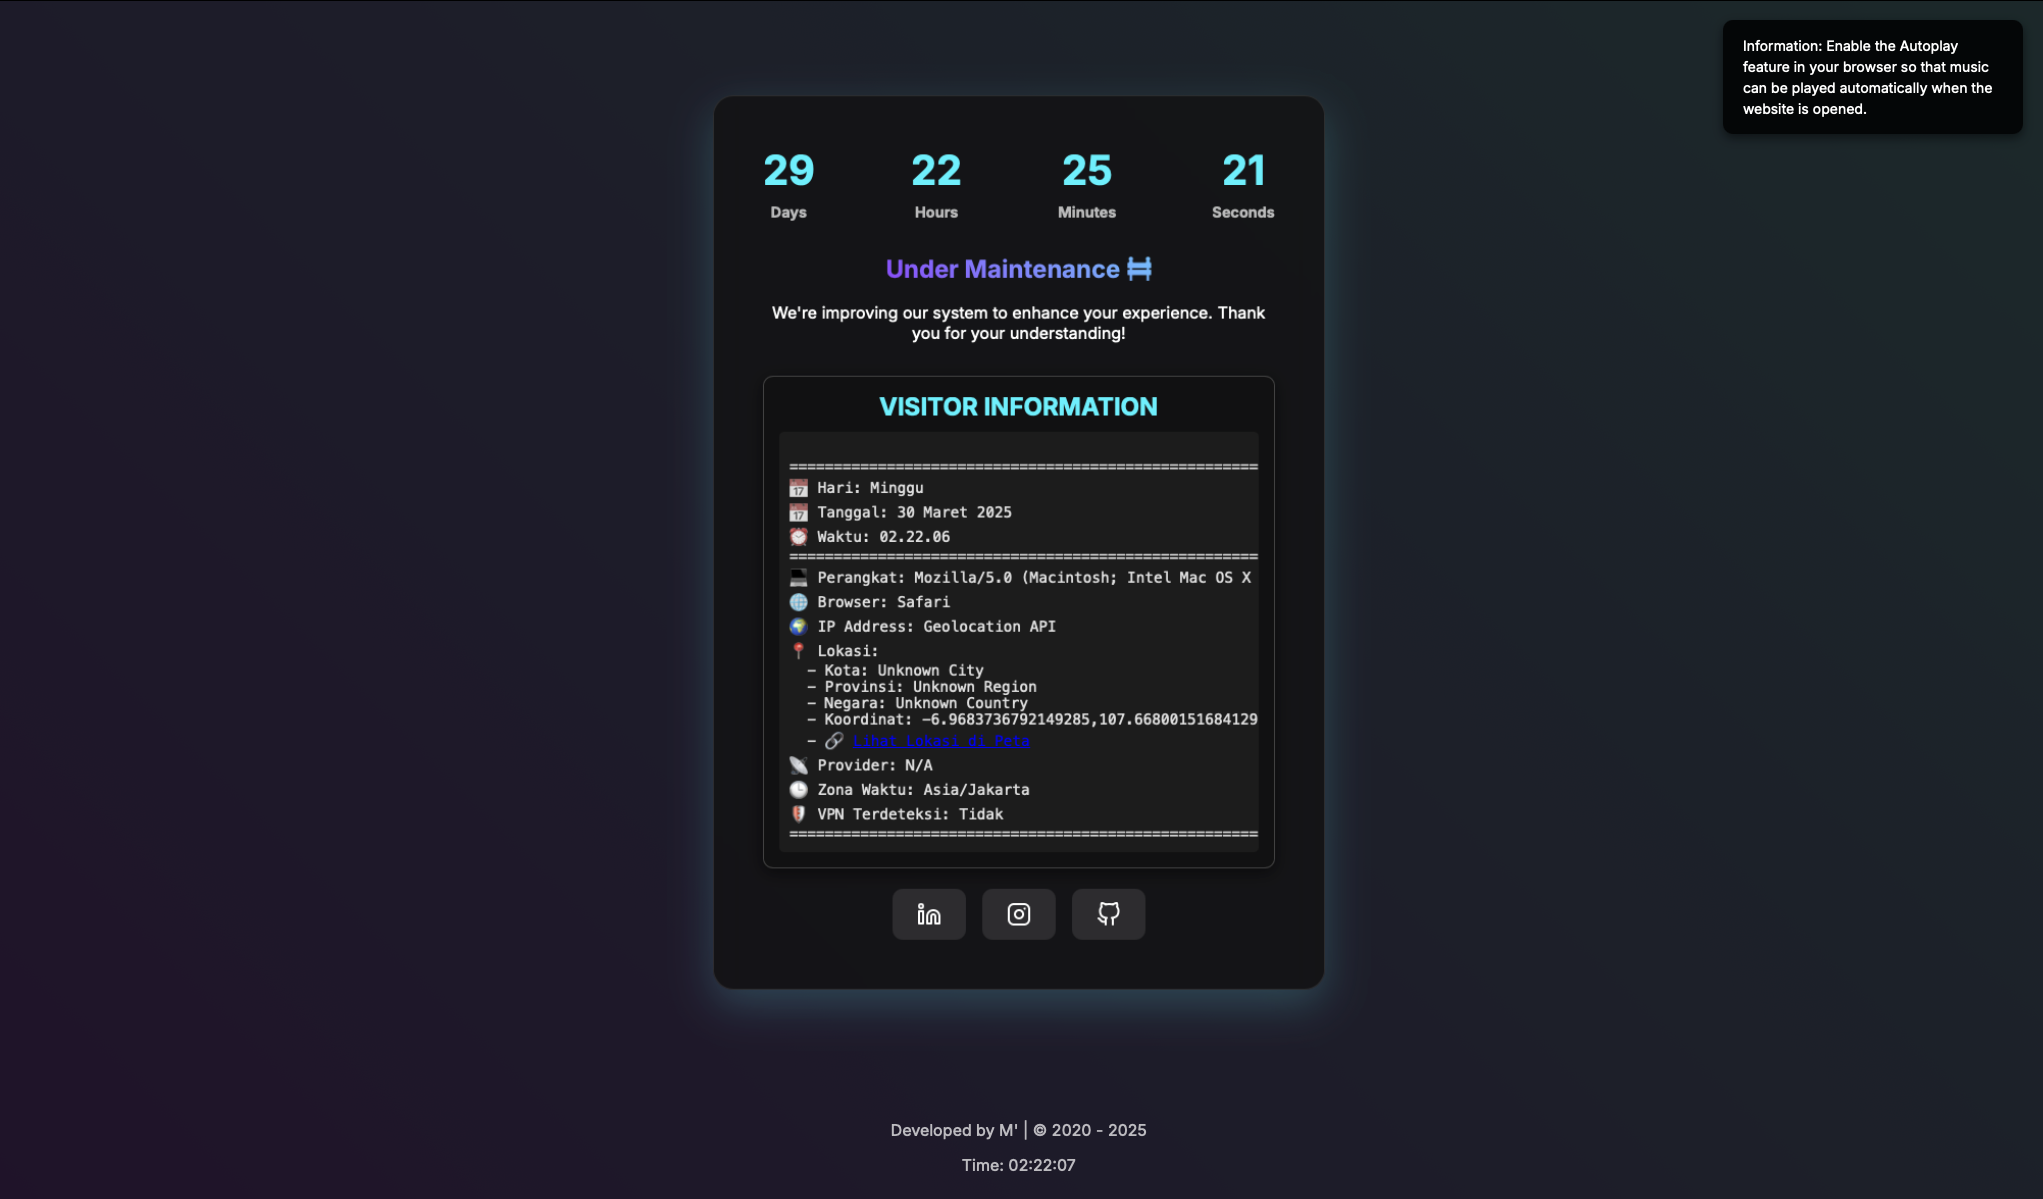 Information: Enable the Autoplay
feature in your browser so that music
can be played automatically when the
website is opened.
29 22 25 21
Days Hours Minutes Seconds
Under Maintenance
We're improving our system to enhance your experience. Thank
you for your understanding!
VISITOR INFORMATION
=====================================================
📅 Hari: Minggu
📅 Tanggal: 30 Maret 2025
⏰ Waktu: 02.22.06
=====================================================
💻 Perangkat: Mozilla/5.0 (Macintosh; Intel Mac OS X
🌐 Browser: Safari
🌍 IP Address: Geolocation API
📍 Lokasi:
- Kota: Unknown City
- Provinsi: Unknown Region
- Negara: Unknown Country
- Koordinat: -6.9683736792149285,107.66800151684129
- 🔗 Lihat Lokasi di Peta
📡 Provider: N/A
🕒 Zona Waktu: Asia/Jakarta
🛡 VPN Terdeteksi: Tidak
=====================================================
Developed by M' | © 2020 - 2025
Time: 02:22:07